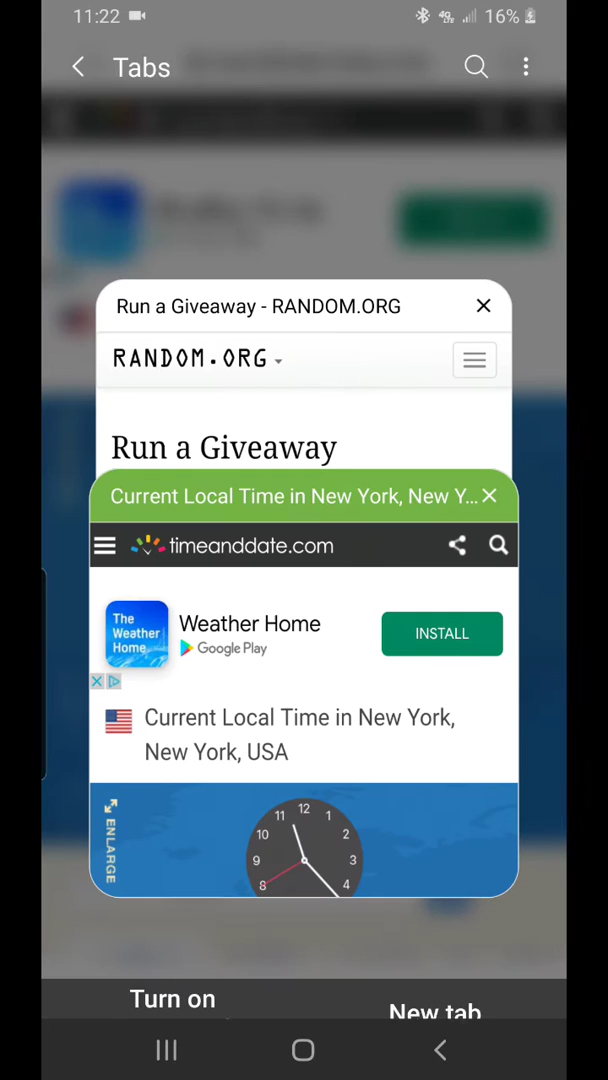 11:22 16%
Tabs
Run a Giveaway - RANDOM.ORG
RANDOM.ORG
Run a Giveaway
Current Local Time in New York, New Y...
timeanddate.com
The
Weather
Home
Weather Home
Google Play
INSTALL
Current Local Time in New York,
New York, USA
ENLARGE
12
11 1
10 2
9 3
8 4
Turn on
New tab